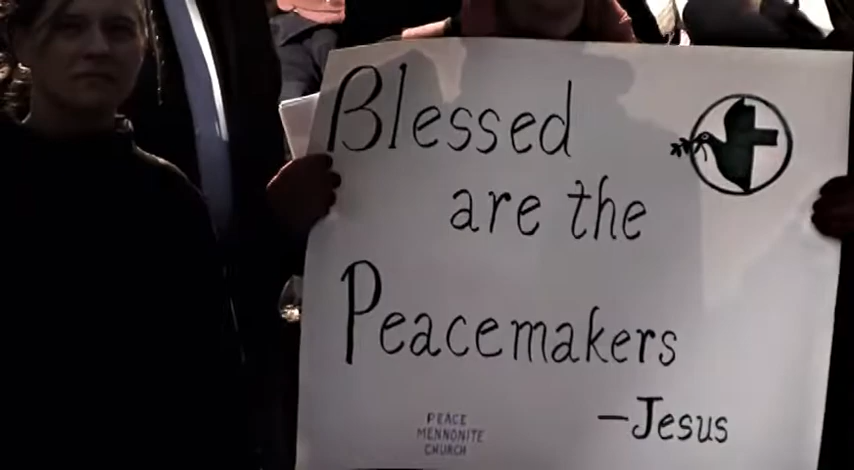 Blessed
are the
Peacemakers
-Jesus
PEACE
MENNONITE
CHURCH